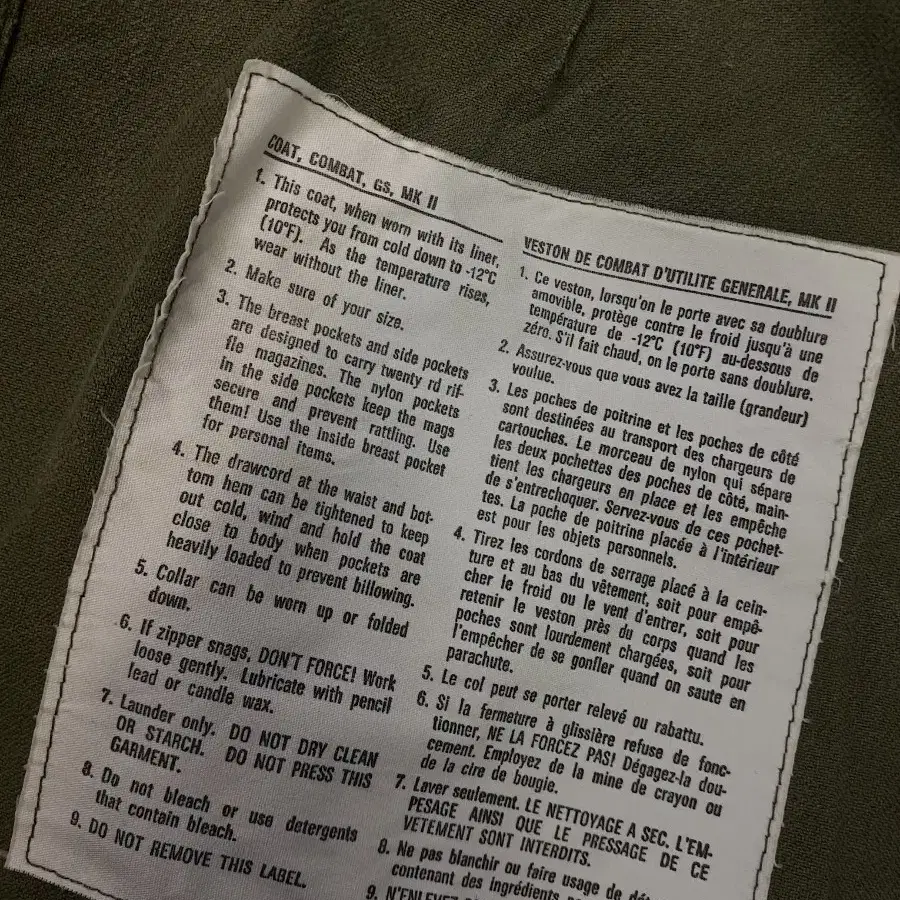 COAT, COMBAT, GS, MK II
1. This coat, when worn with its liner,
protects you from cold down to -12°C
(10°F). As the temperature rises,
wear without the liner.
2. Make sure of your size.
3. The breast pockets and side pockets
are designed to carry twenty rd rif-
fle magazines. The nylon pockets
in the side pockets keep the mags
secure and prevent rattling. Use
them! Use the inside breast pocket
for personal items.
4. The drawcord at the waist and bot-
tom hem can be tightened to keep
out cold, wind and hold the coat
close to body when pockets are
heavily loaded to prevent billowing.
5. Collar can be worn up or folded
down.
6. If zipper snags, DON'T FORCE! Work
loose gently. Lubricate with pencil
lead or candle wax.
7. Launder only. DO NOT DRY CLEAN
OR STARCH. DO NOT PRESS THIS
GARMENT.
8. Do not bleach or use detergents
that contain bleach.
9. DO NOT REMOVE THIS LABEL.
VESTON DE COMBAT D'UTILITE GENERALE, MK II
1. Ce veston, lorsqu'on le porte avec sa doublure
amovible, protège contre le froid jusqu'à une
température de -12°C (10°F) au-dessous de
zéro. S'il fait chaud, on le porte sans doublure.
2. Assurez-vous que vous avez la taille (grandeur)
voulue.
3. Les poches de poitrine et les poches de côté
sont destinées au transport des chargeurs de
cartouches. Le morceau de nylon qui sépare
les deux pochettes des poches de côté, main-
tient les chargeurs en place et les empêche
de s'entrechoquer. Servez-vous de ces pochet-
tes. La poche de poitrine placée à l'intérieur
est pour les objets personnels.
4. Tirez les cordons de serrage placé à la cein-
ture et au bas du vêtement, soit pour empê-
cher le froid ou le vent d'entrer, soit pour
retenir le veston près du corps quand les
poches sont lourdement chargées, soit pour
l'empêcher de se gonfler quand on saute en
parachute.
5. Le col peut se porter relevé ou rabattu.
6. Si la fermeture à glissière refuse de fonc-
tionner, NE LA FORCEZ PAS! Dégagez-la dou-
cement. Employez de la mine de crayon ou
de la cire de bougie.
7. Laver seulement. LE NETTOYAGE A SEC. L'EM-
PESAGE AINSI QUE LE PRESSAGE DE CE
VETEMENT SONT INTERDITS.
8. Ne pas blanchir ou faire usage de
contenant des ingrédients
9. N'ENLEVEZ